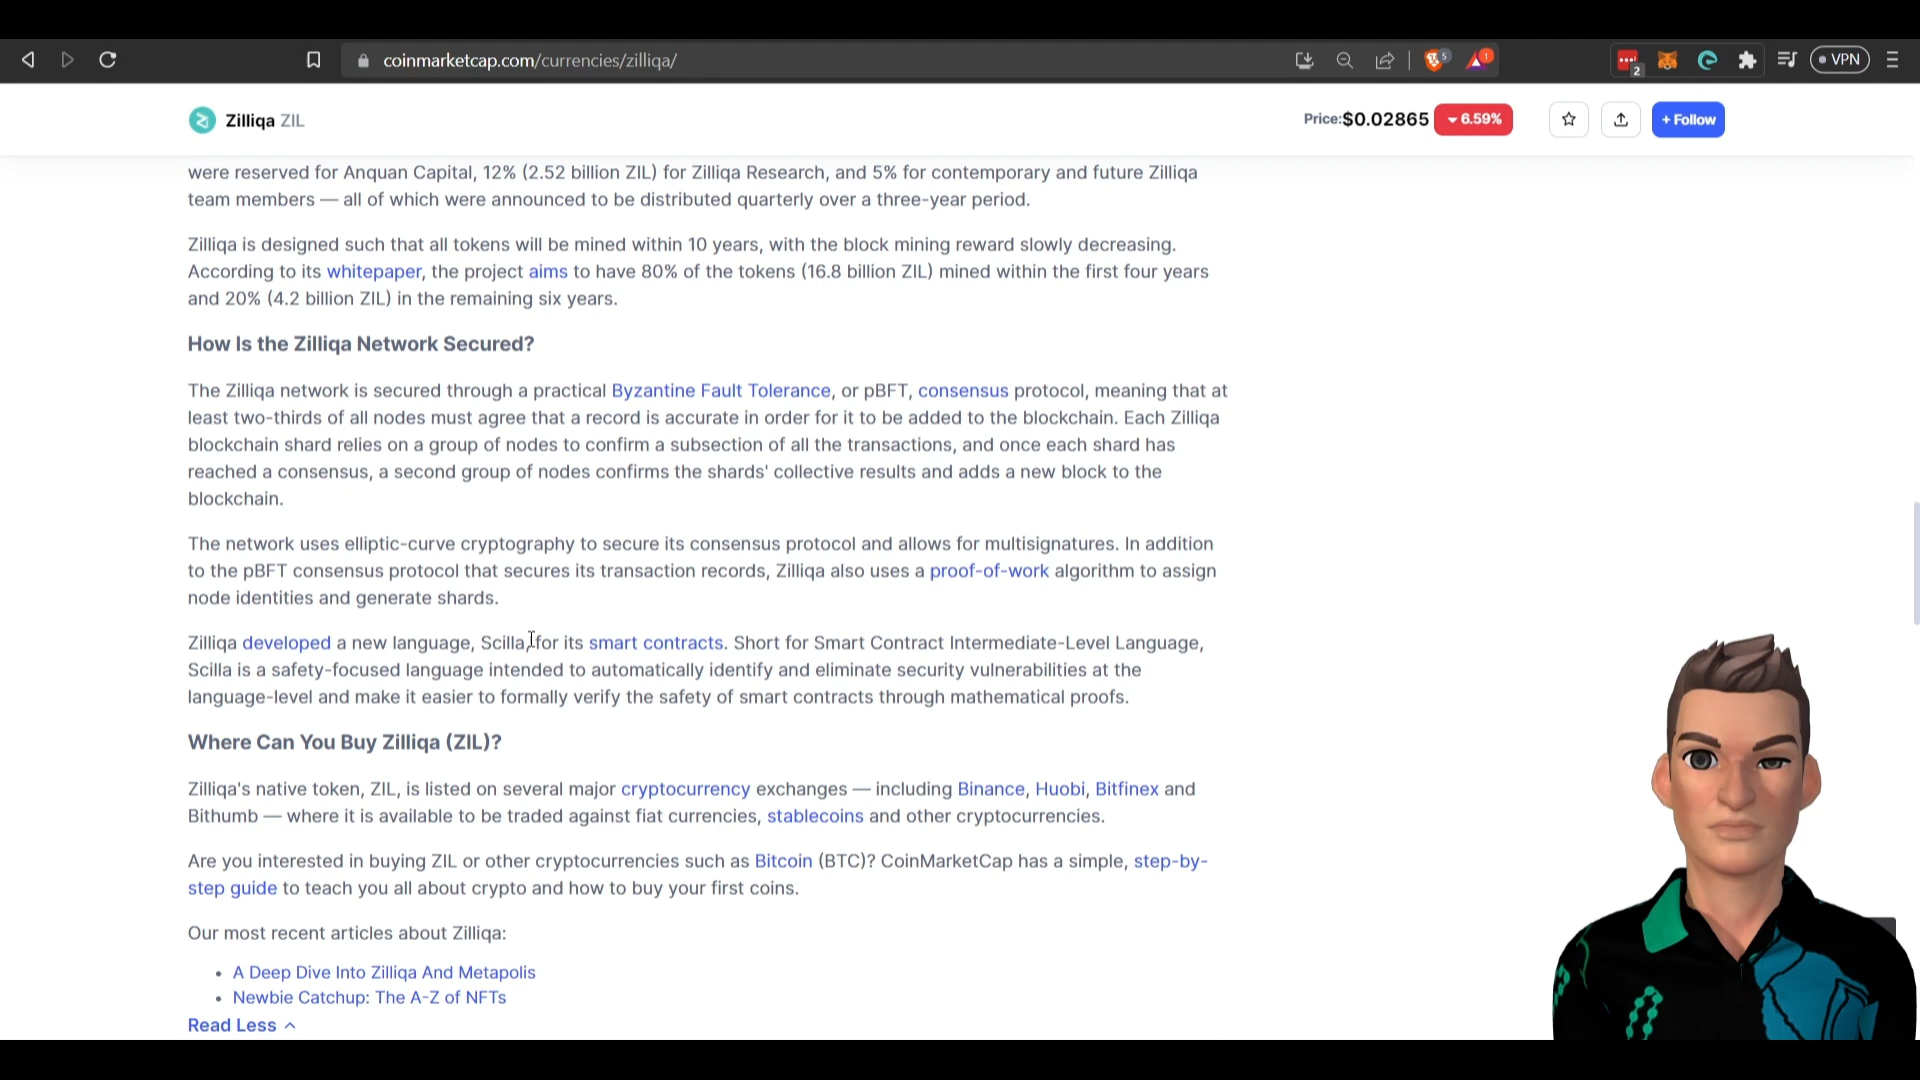 coinmarketcap.com/currencies/zilliqa/
5
1
2
VPN
Zilliqa ZIL
Price:$0.02865
6.59%
+ Follow
were reserved for Anquan Capital, 12% (2.52 billion ZIL) for Zilliqa Research, and 5% for contemporary and future Zilliqa
team members — all of which were announced to be distributed quarterly over a three-year period.
Zilliqa is designed such that all tokens will be mined within 10 years, with the block mining reward slowly decreasing.
According to its whitepaper, the project aims to have 80% of the tokens (16.8 billion ZIL) mined within the first four years
and 20% (4.2 billion ZIL) in the remaining six years.
How Is the Zilliqa Network Secured?
The Zilliqa network is secured through a practical Byzantine Fault Tolerance, or pBFT, consensus protocol, meaning that at
least two-thirds of all nodes must agree that a record is accurate in order for it to be added to the blockchain. Each Zilliqa
blockchain shard relies on a group of nodes to confirm a subsection of all the transactions, and once each shard has
reached a consensus, a second group of nodes confirms the shards' collective results and adds a new block to the
blockchain.
The network uses elliptic-curve cryptography to secure its consensus protocol and allows for multisignatures. In addition
to the pBFT consensus protocol that secures its transaction records, Zilliqa also uses a proof-of-work algorithm to assign
node identities and generate shards.
Zilliqa developed a new language, Scilla, for its smart contracts. Short for Smart Contract Intermediate-Level Language,
Scilla is a safety-focused language intended to automatically identify and eliminate security vulnerabilities at the
language-level and make it easier to formally verify the safety of smart contracts through mathematical proofs.
Where Can You Buy Zilliqa (ZIL)?
Zilliqa's native token, ZIL, is listed on several major cryptocurrency exchanges — including Binance, Huobi, Bitfinex and
Bithumb — where it is available to be traded against fiat currencies, stablecoins and other cryptocurrencies.
Are you interested in buying ZIL or other cryptocurrencies such as Bitcoin (BTC)? CoinMarketCap has a simple, step-by-
step guide to teach you all about crypto and how to buy your first coins.
Our most recent articles about Zilliqa:
• A Deep Dive Into Zilliqa And Metapolis
• Newbie Catchup: The A-Z of NFTs
Read Less